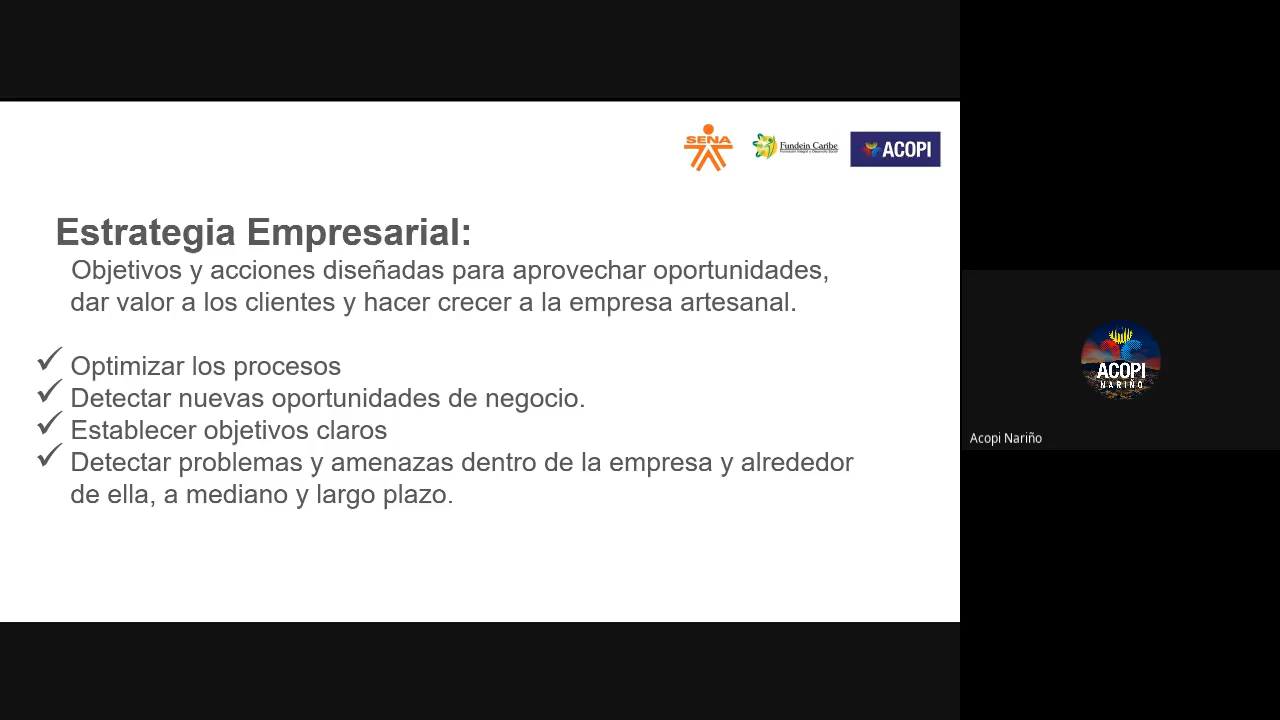 SENA
Fundein Caribe
ACOPI
Estrategia Empresarial:
Objetivos y acciones diseñadas para aprovechar oportunidades,
dar valor a los clientes y hacer crecer a la empresa artesanal.
Optimizar los procesos
Detectar nuevas oportunidades de negocio.
Establecer objetivos claros
Detectar problemas y amenazas dentro de la empresa y alrededor
de ella, a mediano y largo plazo.
ACOPI
NARIÑO
Acopi Nariño